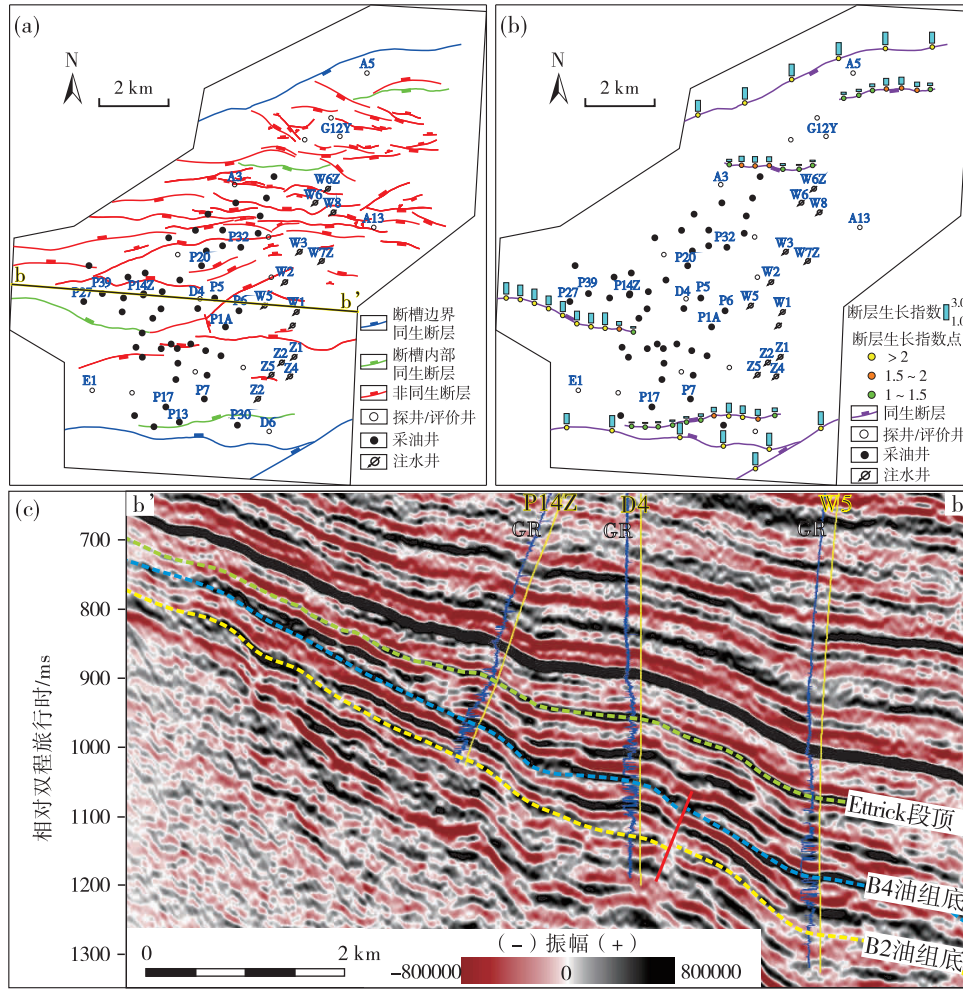 (a)
N
2 km
A5
G12Y
A3
W6Z
W6
W8
A13
P32
W3
P20
W7Z
b
W2
P39
P14Z
D4
P5
P27
P6
W5
W1
b'
P1A
Z1
Z2
Z5
Z4
E1
P7
Z2
P17
P13
P30
D6
断槽边界
同生断层
断槽内部
同生断层
非同生断层
探井/评价井
采油井
注水井
(b)
N
2 km
A5
G12Y
A3
W6Z
W6
W8
A13
P32
W3
P20
W7Z
W2
P39
P14Z
D4
P5
P27
P6
W5
W1
P1A
Z1
Z2
Z5
Z4
E1
P7
P17
断层生长指数
3.0
1.0
断层生长指数点
> 2
1.5~2
1~1.5
同生断层
探井/评价井
采油井
注水井
(c)
b'
P14Z
D4
W5
b
GR
GR
GR
700
800
900
1000
1100
1200
1300
相对双程旅行时/ms
Ettrick段顶
B4油组底
B2油组底
0
2 km
(-) 振幅 (+)
-800000
0
800000